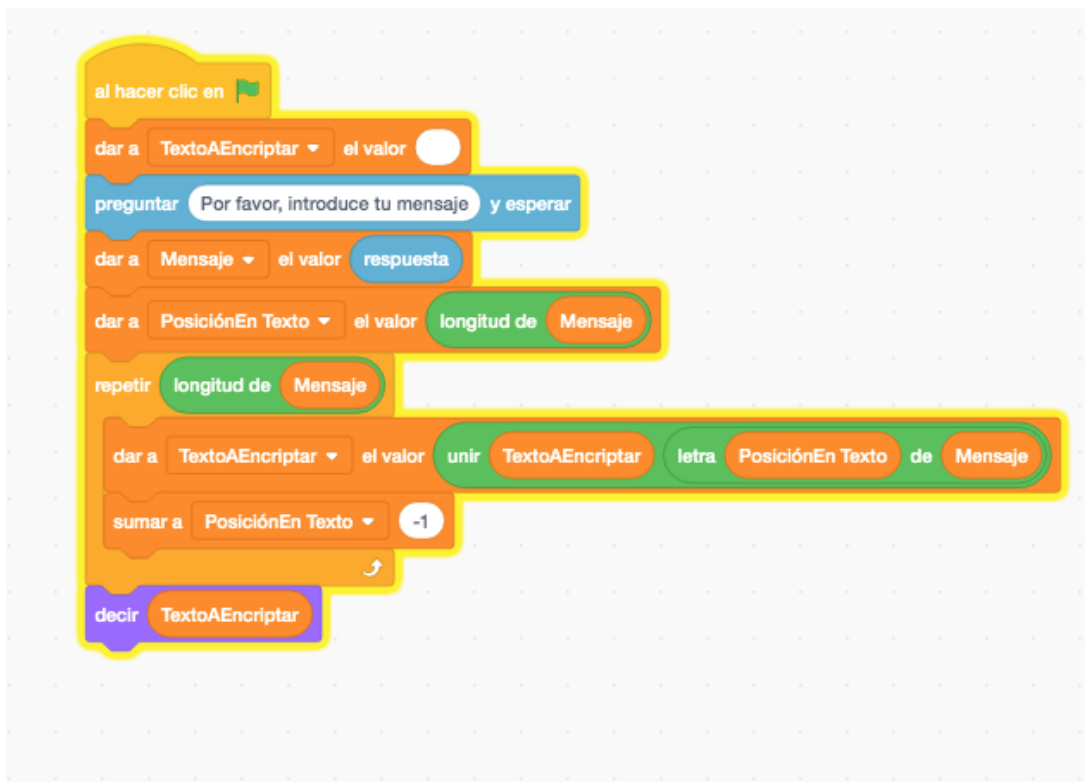 al hacer clic en
dar a TextoAEncriptar el valor
preguntar Por favor, introduce tu mensaje y esperar
dar a Mensaje el valor respuesta
dar a PosiciónEn Texto el valor longitud de Mensaje
repetir longitud de Mensaje
dar a TextoAEncriptar el valor unir TextoAEncriptar letra PosiciónEn Texto de Mensaje
sumar a PosiciónEn Texto -1
decir TextoAEncriptar